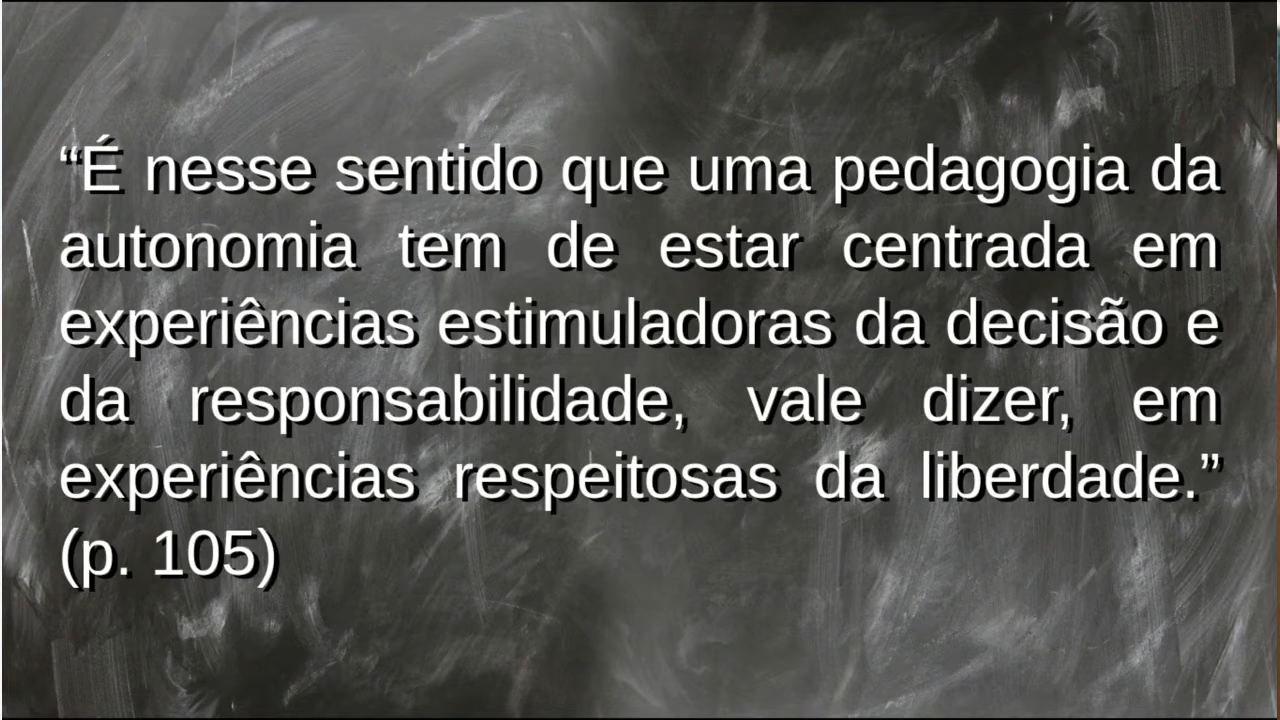 “É nesse sentido que uma pedagogia da
autonomia tem de estar centrada em
experiências estimuladoras da decisão e
da responsabilidade, vale dizer, em
experiências respeitosas da liberdade.”
(p. 105)